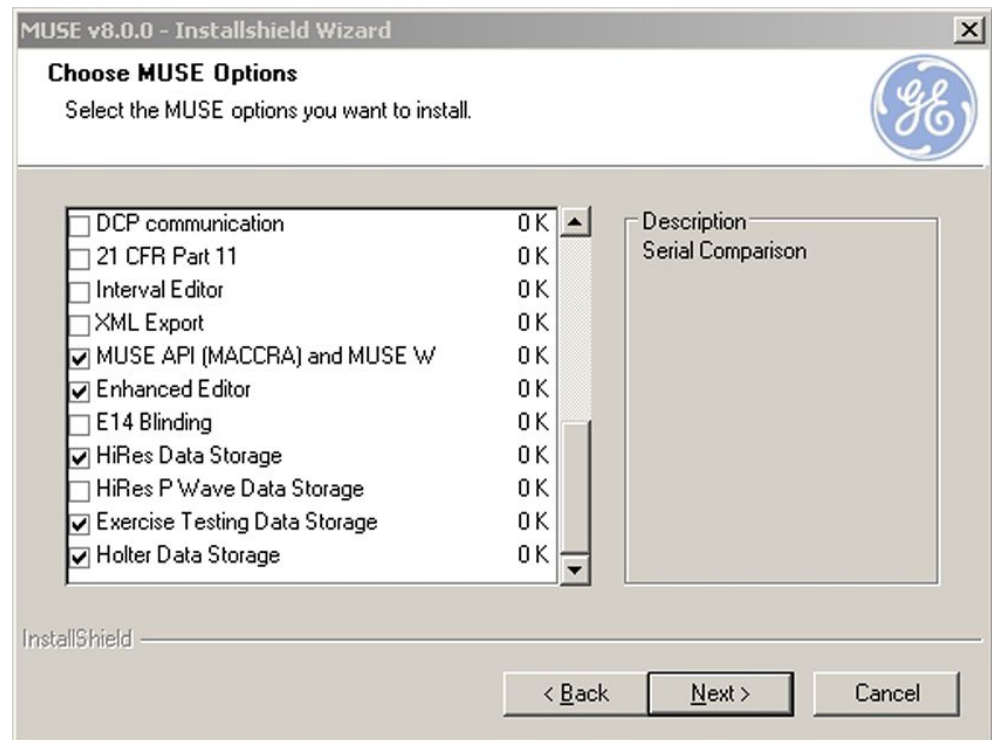 MUSE v8.0.0 - Installshield Wizard
Choose MUSE Options
Select the MUSE options you want to install.
GE
DCP communication 0 K
21 CFR Part 11 0 K
Interval Editor 0 K
XML Export 0 K
MUSE API (MACCRA) and MUSE W 0 K
Enhanced Editor 0 K
E14 Blinding 0 K
HiRes Data Storage 0 K
HiRes P Wave Data Storage 0 K
Exercise Testing Data Storage 0 K
Holter Data Storage 0 K
Description
Serial Comparison
InstallShield
< Back Next > Cancel